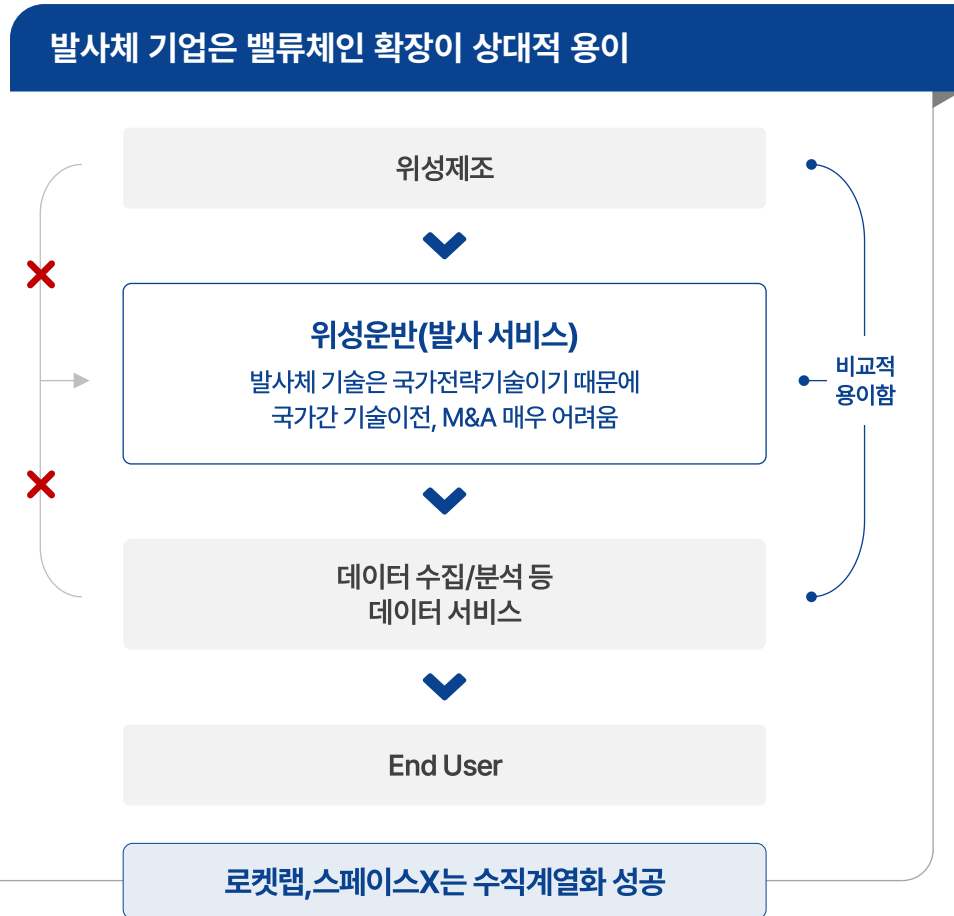 발사체 기업은 밸류체인 확장이 상대적 용이
위성제조
위성운반(발사 서비스)
발사체 기술은 국가전략기술이기 때문에
국가간 기술이전, M&A 매우 어려움
비교적
용이함
데이터 수집/분석 등
데이터 서비스
End User
로켓랩,스페이스X는 수직계열화 성공